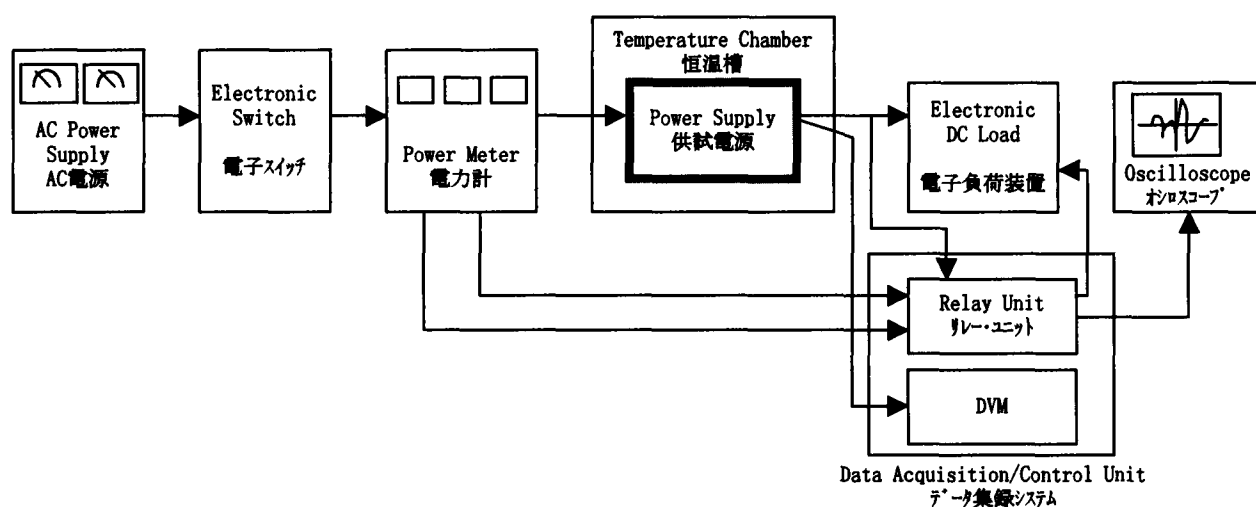 AC Power
Supply
AC電源
Electronic
Switch
電子スイッチ
Power Meter
電力計
Temperature Chamber
恒温槽
Power Supply
供試電源
Electronic
DC Load
電子負荷装置
Oscilloscope
オシロスコープ
Relay Unit
リレー・ユニット
DVM
Data Acquisition/Control Unit
データ集録システム